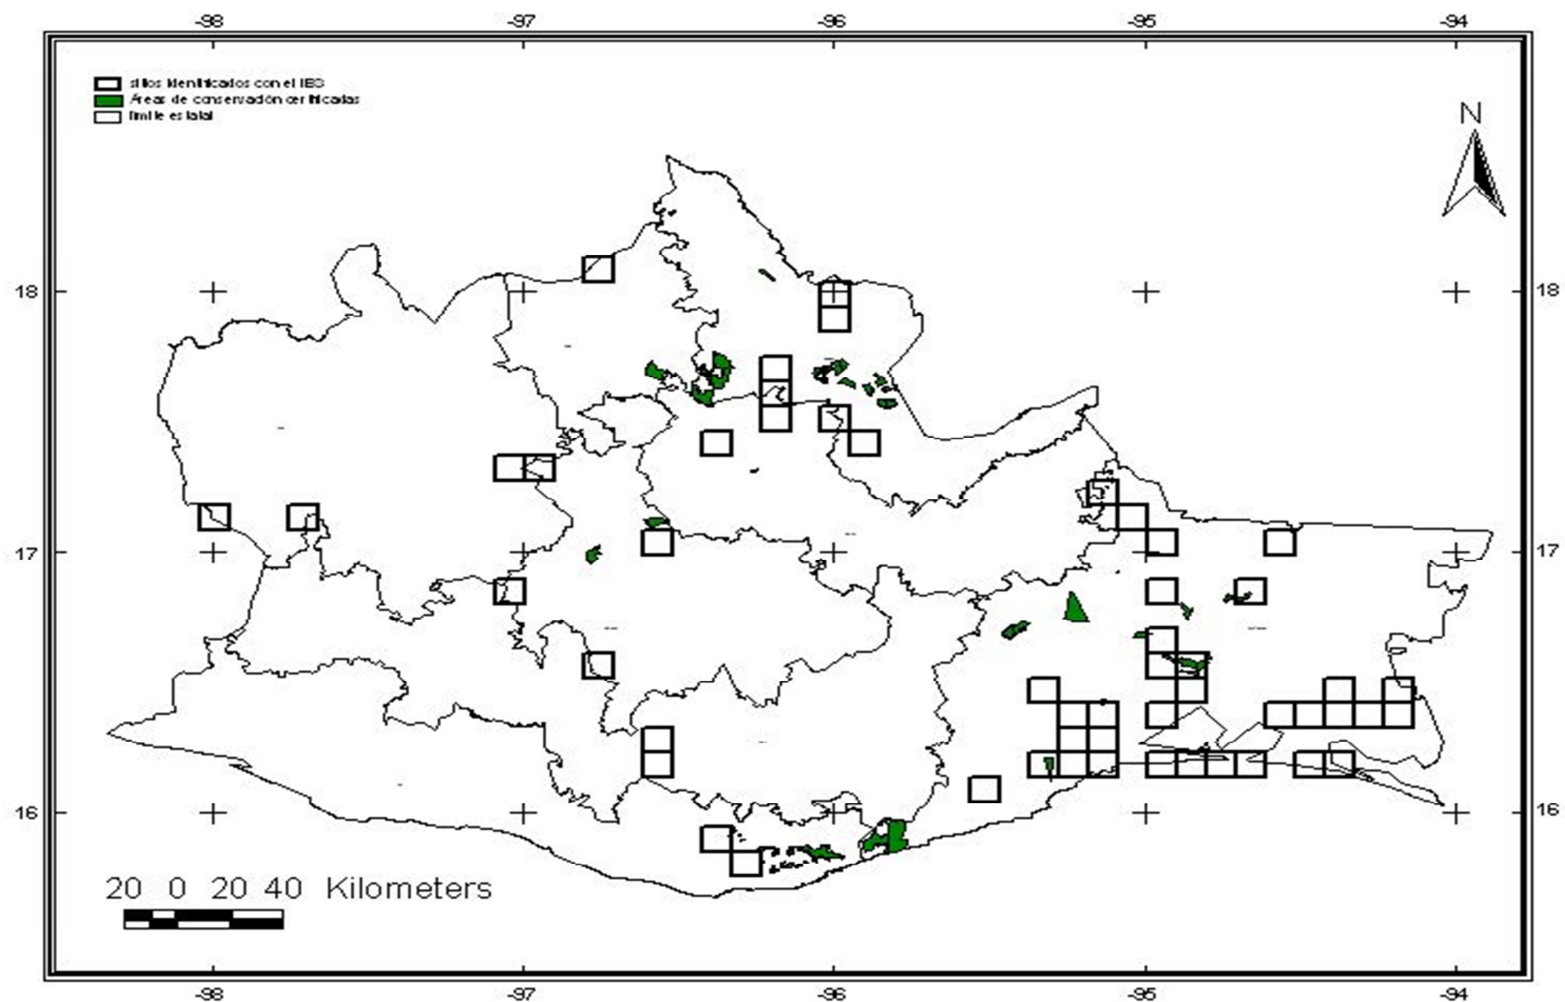 -98 -97 -96 -95 -94
sitios identificados con el IBS
Áreas de conservación certificadas
límite estatal
N
18 18
17 17
16 16
20 0 20 40 Kilometers
-98 -97 -96 -95 -94